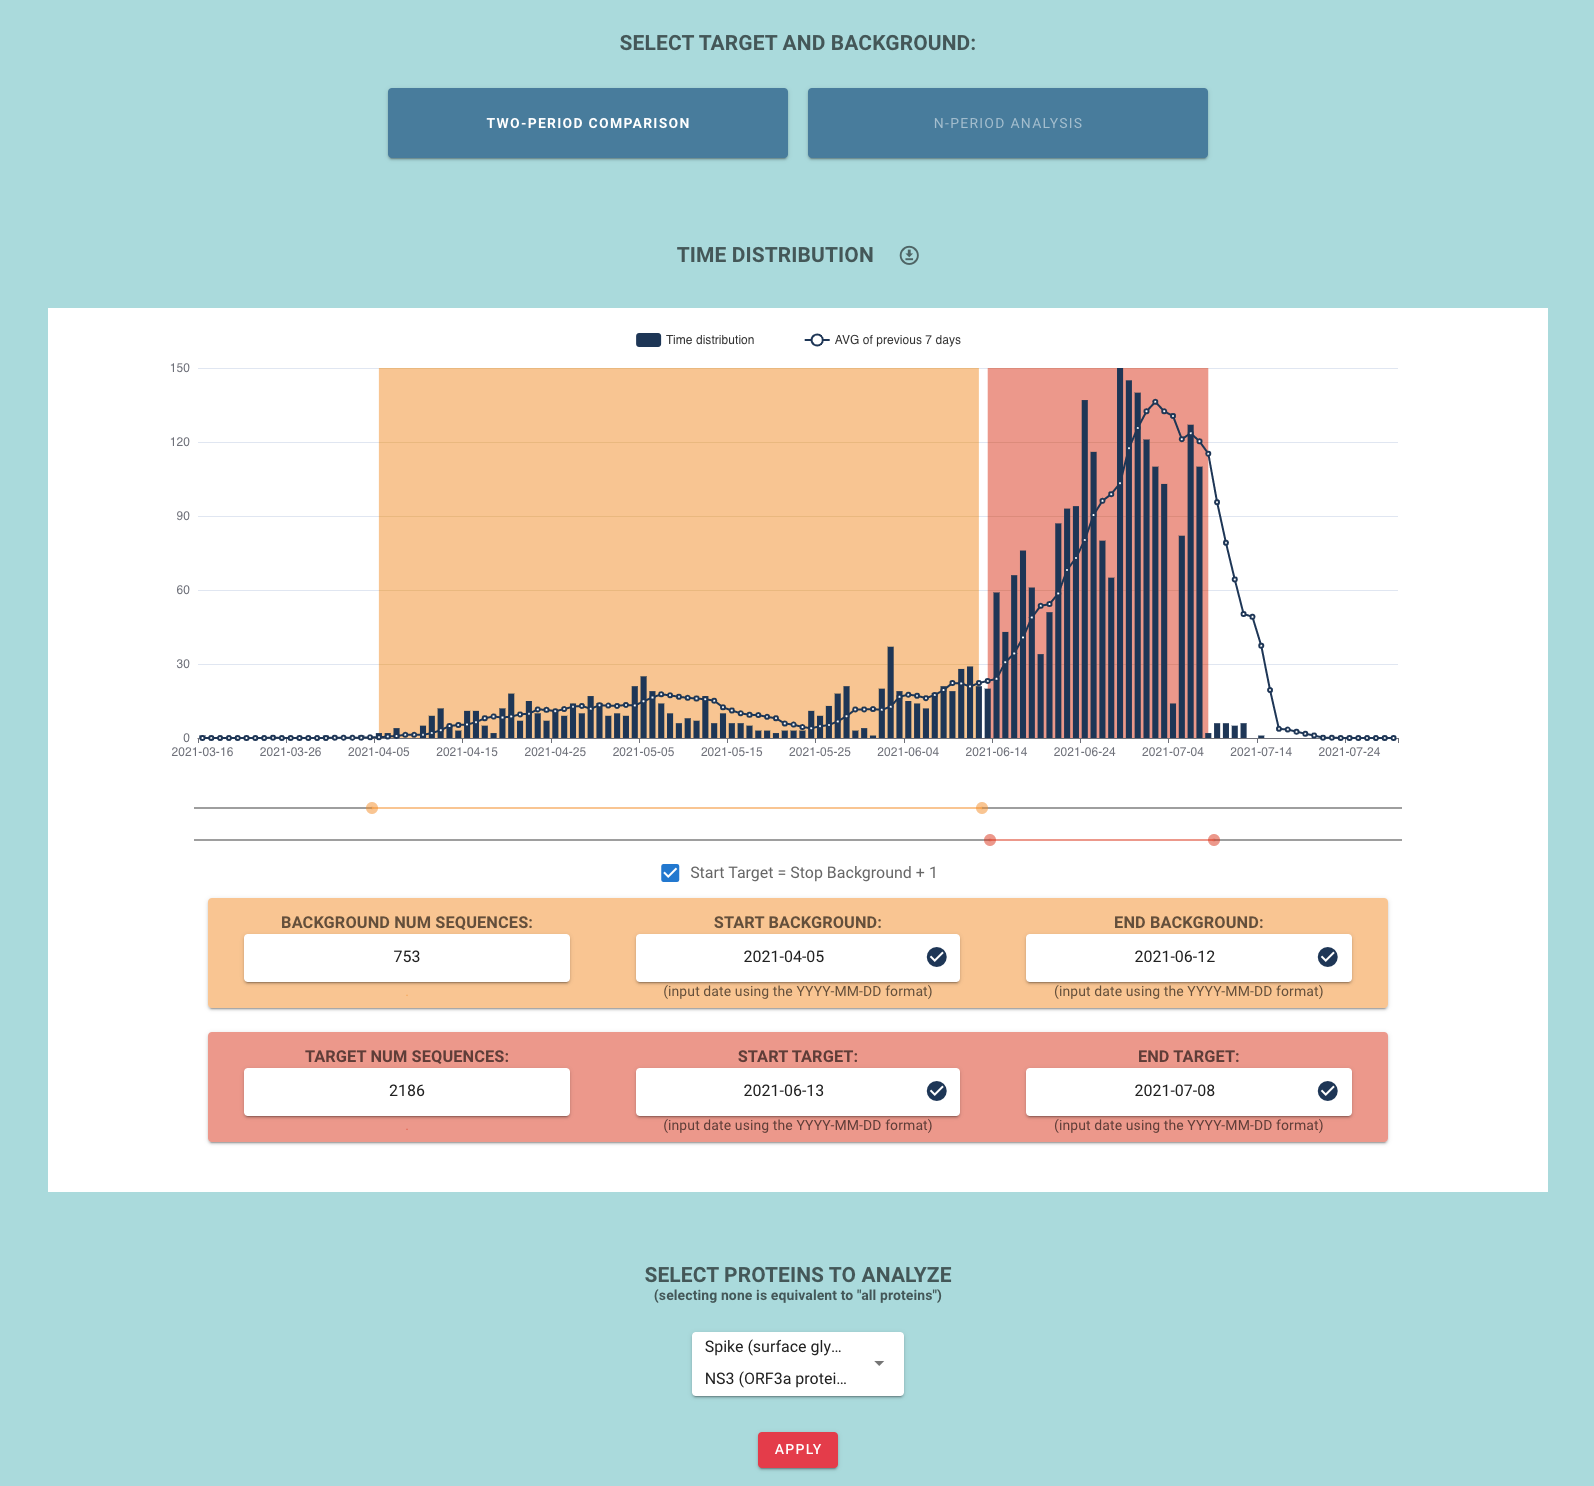 SELECT TARGET AND BACKGROUND:
TWO-PERIOD COMPARISON
N-PERIOD ANALYSIS
TIME DISTRIBUTION
Time distribution
AVG of previous 7 days
150
120
90
60
30
0
2021-03-16 2021-03-26 2021-04-05 2021-04-15 2021-04-25 2021-05-05 2021-05-15 2021-05-25 2021-06-04 2021-06-14 2021-06-24 2021-07-04 2021-07-14 2021-07-24
Start Target = Stop Background + 1
BACKGROUND NUM SEQUENCES: START BACKGROUND: END BACKGROUND:
753 2021-04-05 2021-06-12
(input date using the YYYY-MM-DD format) (input date using the YYYY-MM-DD format)
TARGET NUM SEQUENCES: START TARGET: END TARGET:
2186 2021-06-13 2021-07-08
(input date using the YYYY-MM-DD format) (input date using the YYYY-MM-DD format)
SELECT PROTEINS TO ANALYZE
(selecting none is equivalent to "all proteins")
Spike (surface gly...
NS3 (ORF3a protei...
APPLY